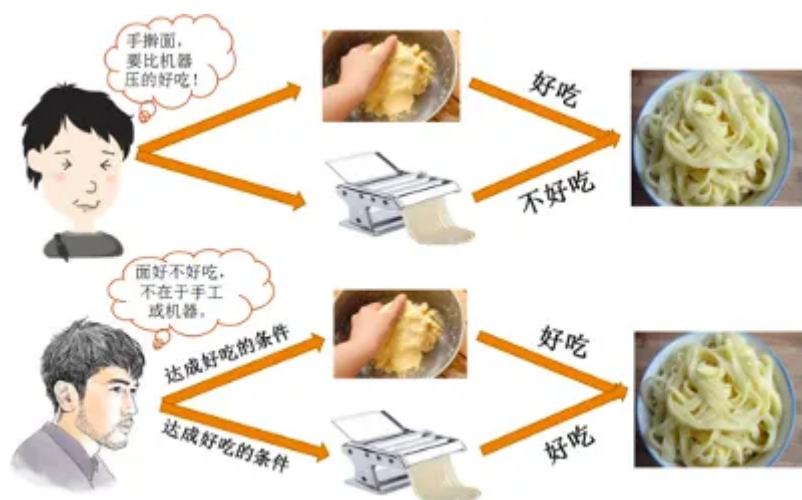 手擀面，
要比机器
压的好吃！
好吃
不好吃
面好不好吃，
不在于手工
或机器。
达成好吃的条件
好吃
达成好吃的条件
好吃